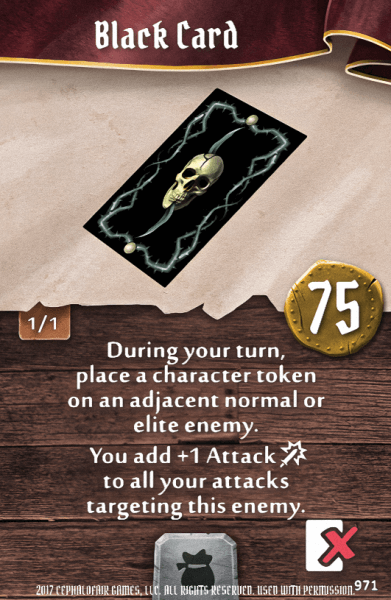 Black Card
1/1
75
During your turn,
place a character token
on an adjacent normal or
elite enemy.
You add +1 Attack
to all your attacks
targeting this enemy.
2017 CEPHALOFAIR GAMES, LLC. ALL RIGHTS RESERVED. USED WITH PERMISSION.
971